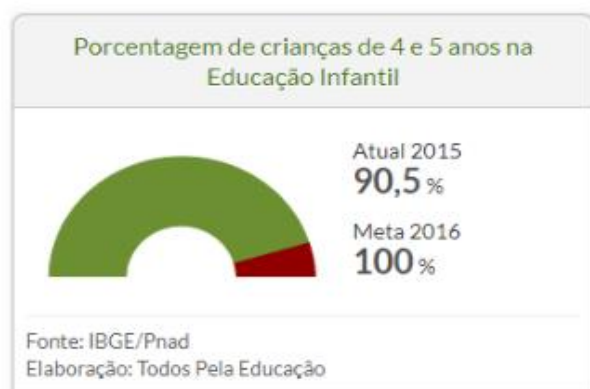 Porcentagem de crianças de 4 e 5 anos na
Educação Infantil
Atual 2015
90,5 %
Meta 2016
100 %
Fonte: IBGE/Pnad
Elaboração: Todos Pela Educação